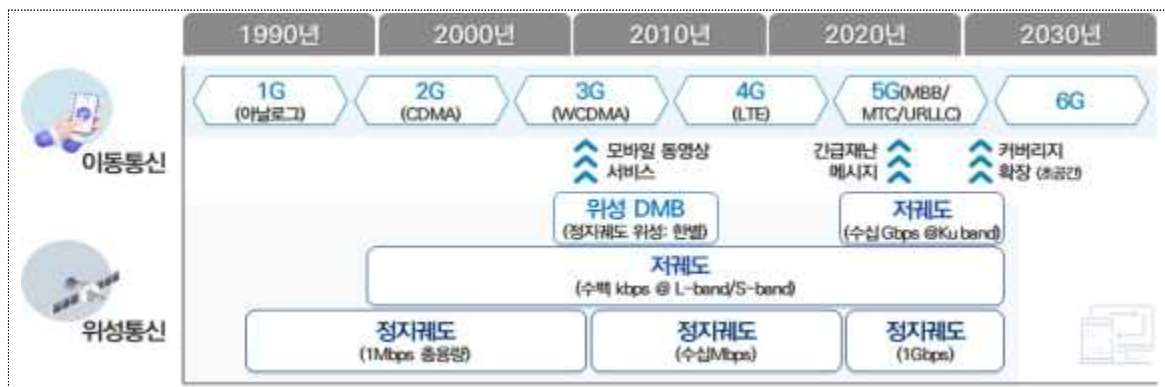 1990년 2000년 2010년 2020년 2030년
1G 2G 3G 4G 5G(MBB/ 6G
(아날로그) (CDMA) (WCDMA) (LTE) MTC/URLLC)
이동통신
모바일 동영상 긴급재난 커버리지
서비스 메시지 확장 (초공간)
위성 DMB 저궤도
(정지궤도 위성: 한별) (수십 Gbps @Ku band)
저궤도
(수백 kbps @ L-band/S-band)
위성통신
정지궤도 정지궤도 정지궤도
(1Mbps 총용량) (수십Mbps) (1Gbps)